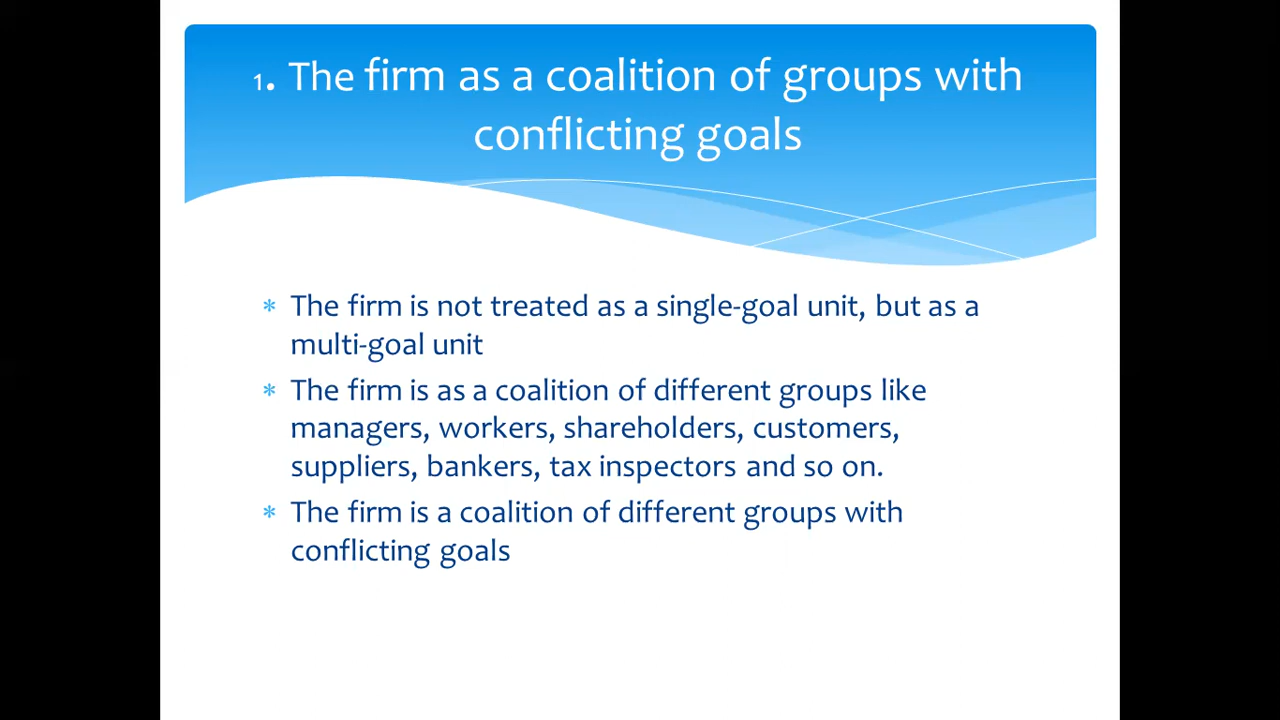 1. The firm as a coalition of groups with
conflicting goals
* The firm is not treated as a single-goal unit, but as a
multi-goal unit
* The firm is as a coalition of different groups like
managers, workers, shareholders, customers,
suppliers, bankers, tax inspectors and so on.
* The firm is a coalition of different groups with
conflicting goals